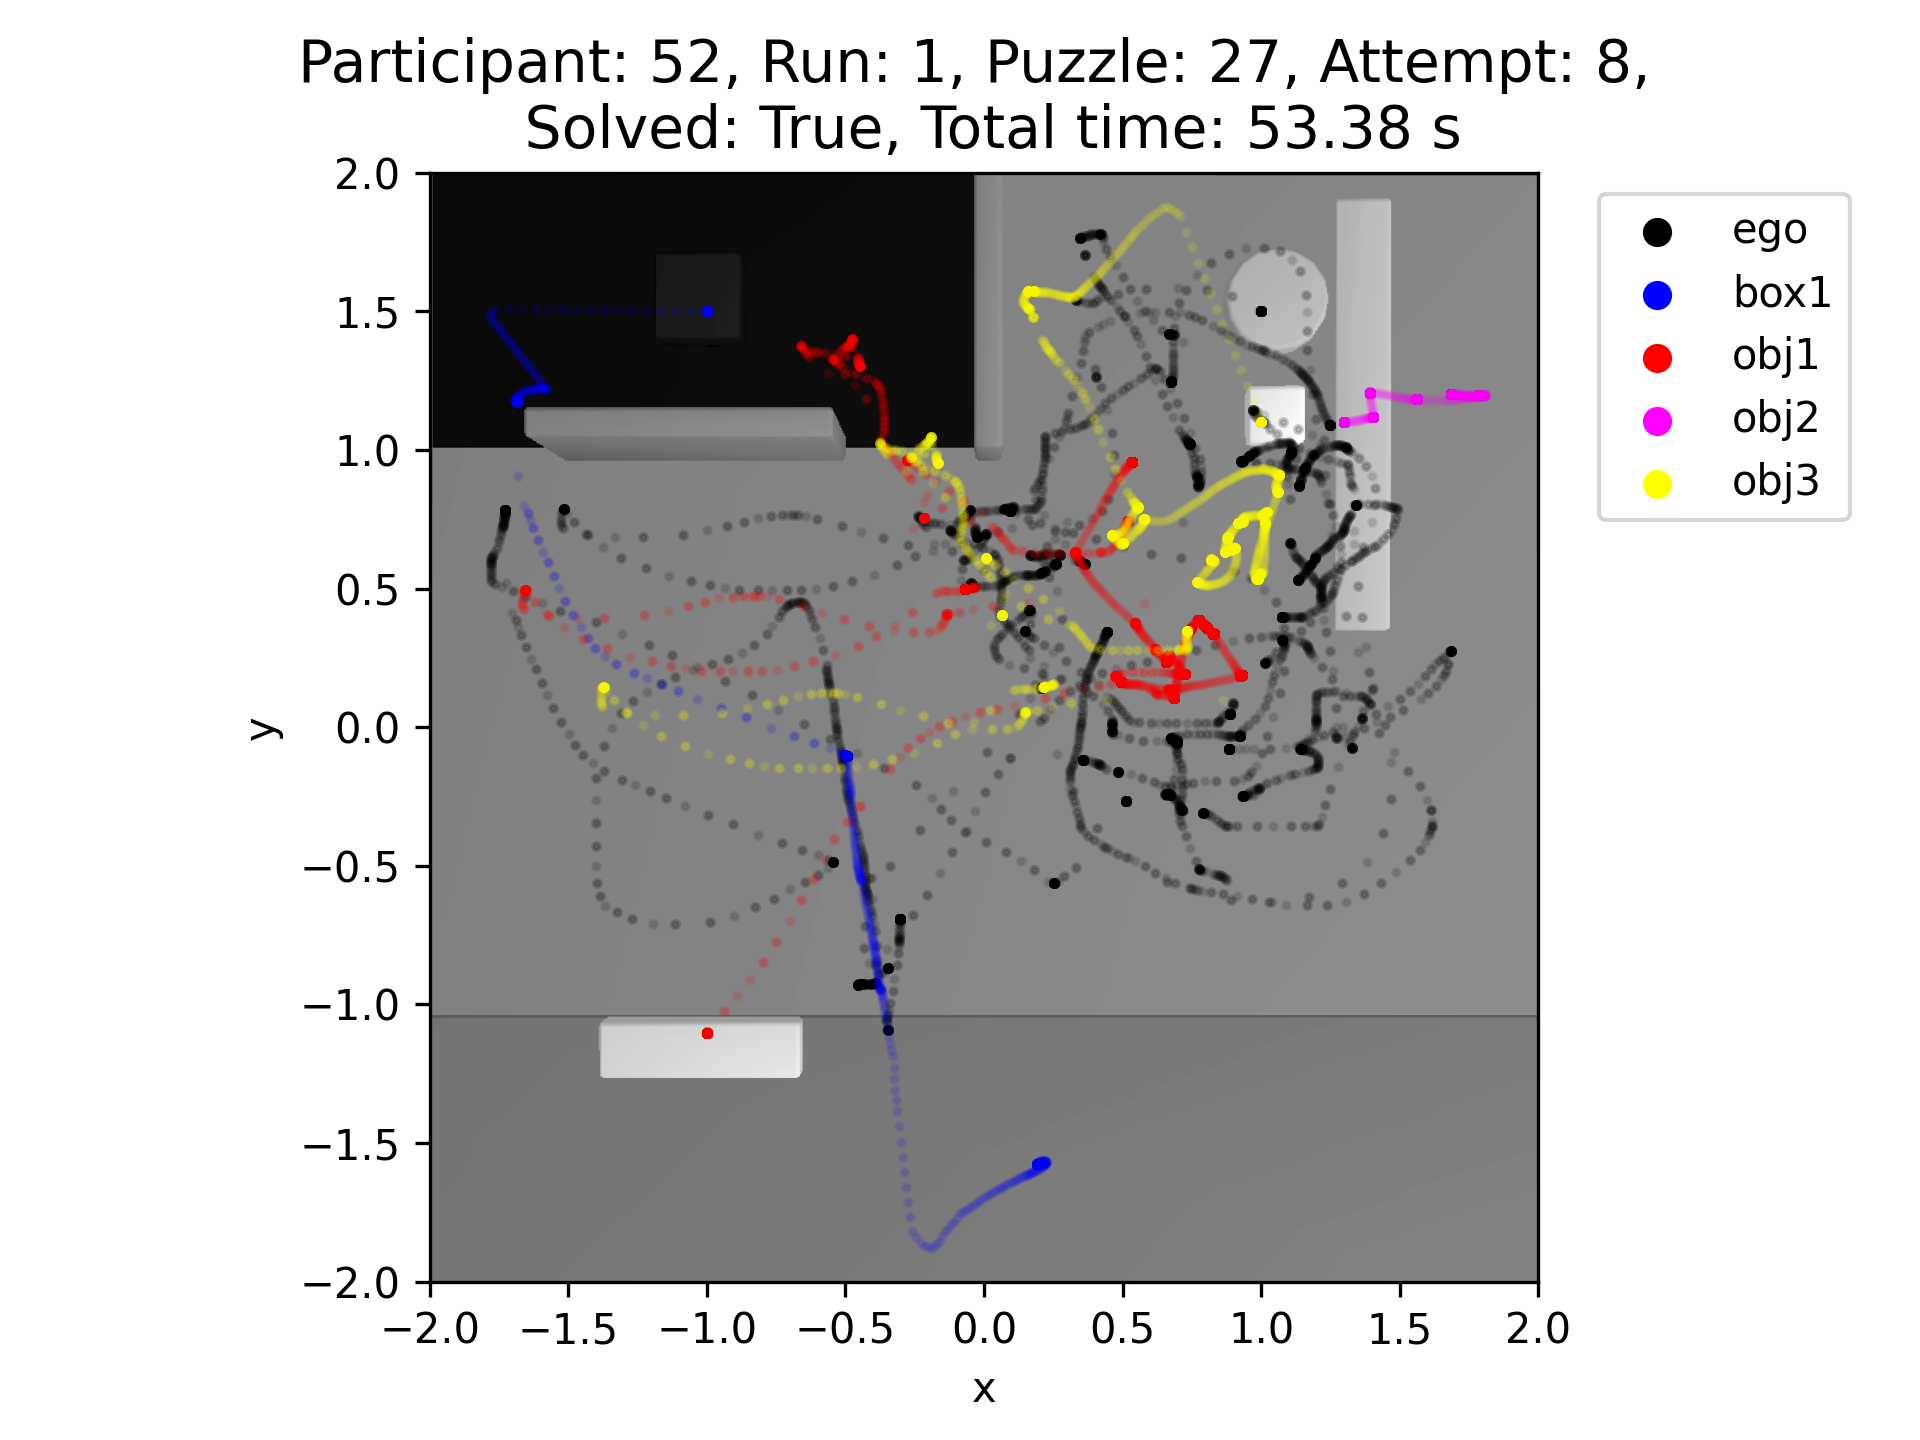 Participant: 52, Run: 1, Puzzle: 27, Attempt: 8,
Solved: True, Total time: 53.38 s
2.0
1.5
1.0
0.5
0.0
−0.5
−1.0
−1.5
−2.0
y
−2.0 −1.5 −1.0 −0.5 0.0 0.5 1.0 1.5 2.0
x
ego
box1
obj1
obj2
obj3